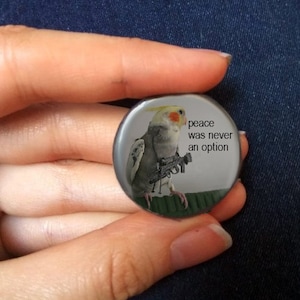 peace
was never
an option